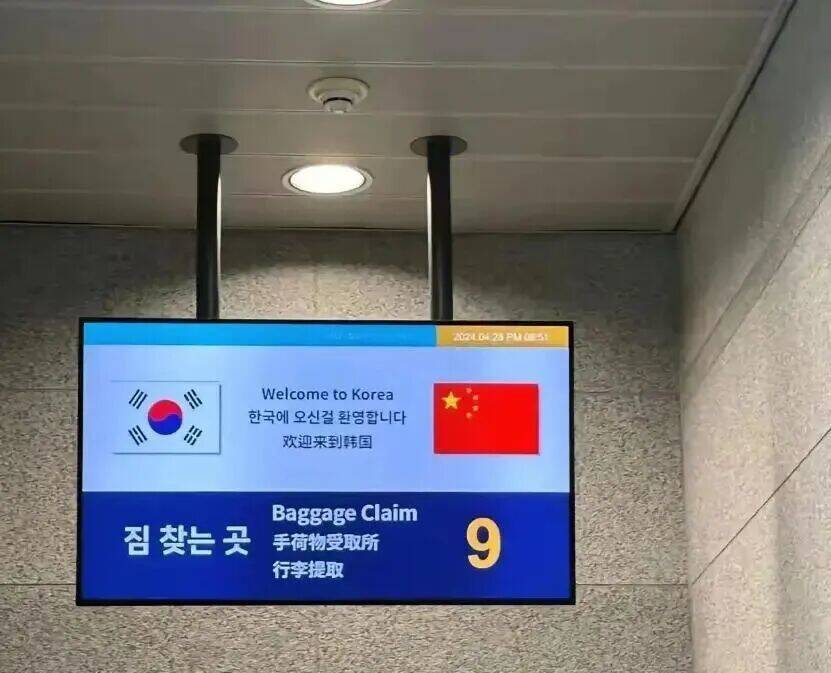 2024.04.28 PM 08:51
Welcome to Korea
한국에 오신걸 환영합니다
欢迎来到韩国
짐 찾는 곳
Baggage Claim
手荷物受取所
行李提取
9